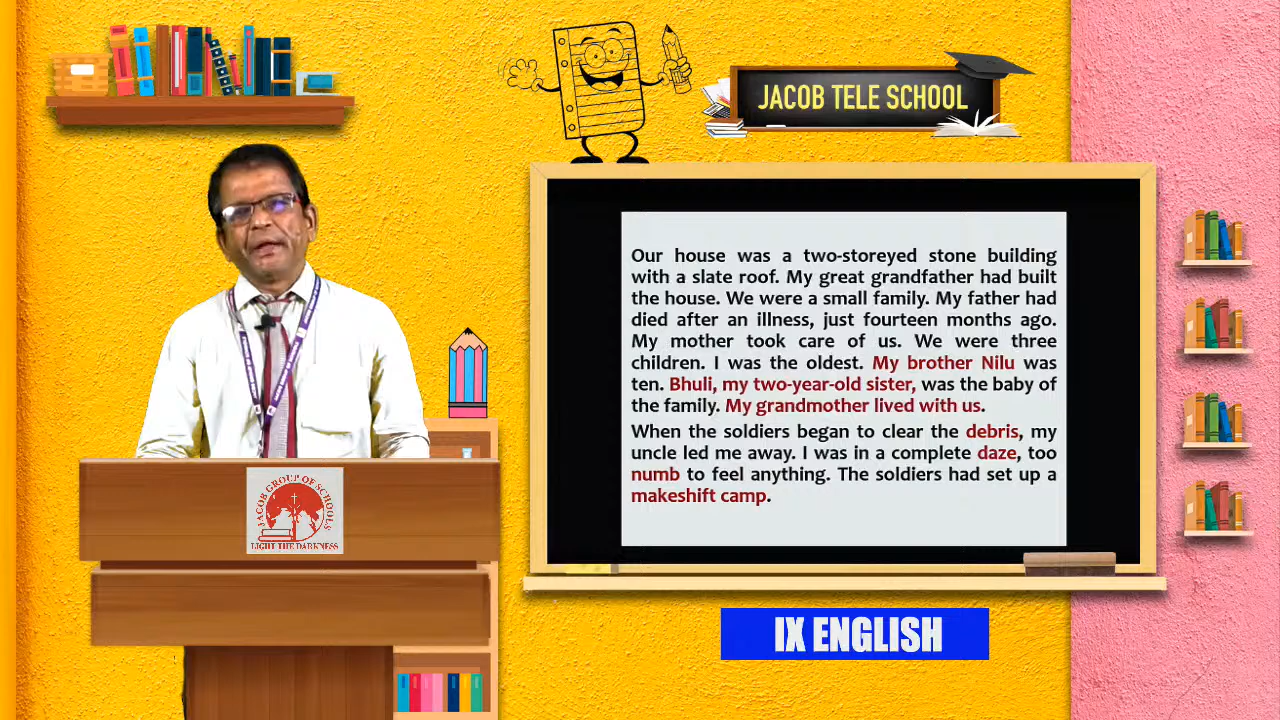 JACOB TELE SCHOOL
Our house was a two-storeyed stone building
with a slate roof. My great grandfather had built
the house. We were a small family. My father had
died after an illness, just fourteen months ago.
My mother took care of us. We were three
children. I was the oldest. My brother Nilu was
ten. Bhuli, my two-year-old sister, was the baby of
the family. My grandmother lived with us.
When the soldiers began to clear the debris, my
uncle led me away. I was in a complete daze, too
numb to feel anything. The soldiers had set up a
makeshift camp.
JACOB GROUP OF SCHOOLS
LIGHT THE DARKNESS
IX ENGLISH